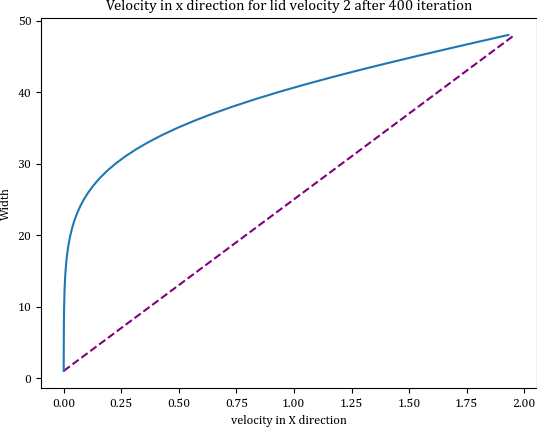 Velocity in x direction for lid velocity 2 after 400 iteration
50
40
30
20
10
0
Width
0.00 0.25 0.50 0.75 1.00 1.25 1.50 1.75 2.00
velocity in X direction